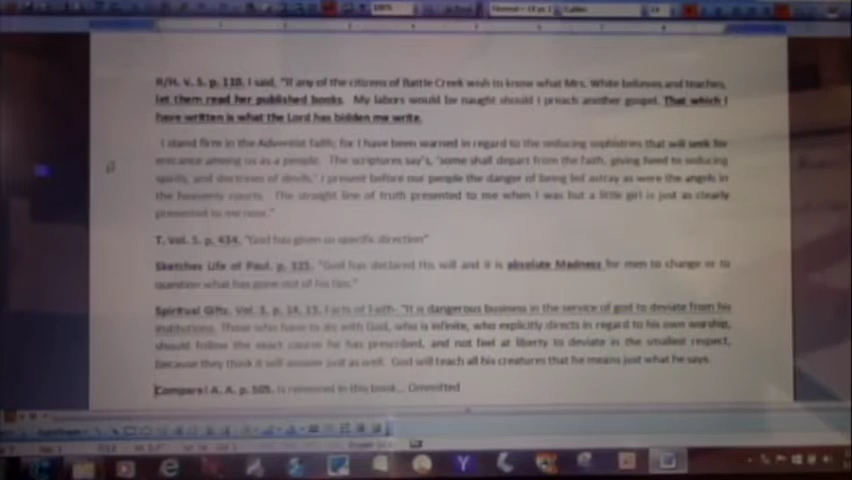 100%
R/H. V. 5. p. 110. I said, "If any of the citizens of Battle Creek wish to know what Mrs. White believes and teaches,
let them read her published books. My labors would be naught should I preach another gospel. That which I
have written is what the Lord has bidden me write.
I stand firm in the Adventist faith; for I have been warned in regard to the seducing sophistries that will seek for
entrance among us as a people. The scriptures say's, "some shall depart from the faith, giving heed to seducing
spirits, and doctrines of devils." I present before our people the danger of being led astray as were the angels in
the heavenly courts. The straight line of truth presented to me when I was but a little girl is just as clearly
presented to me now."
T. Vol. 5. p. 434. "God has given us specific direction"
Sketches Life of Paul. p. 325. "God has declared His will and it is absolute Madness for men to change or to
question what has gone out of his lips."
Spiritual Gifts. Vol. 3. p. 14, 15. Facts of Faith- "It is dangerous business in the service of god to deviate from his
institutions. Those who have to do with God, who is infinite, who explicitly directs in regard to his own worship,
should follow the exact course he has prescribed, and not feel at liberty to deviate in the smallest respect,
because they think it will answer just as well. God will teach all his creatures that he means just what he says.
Compare! A. A. p. 505. is removed in this book... Ommitted